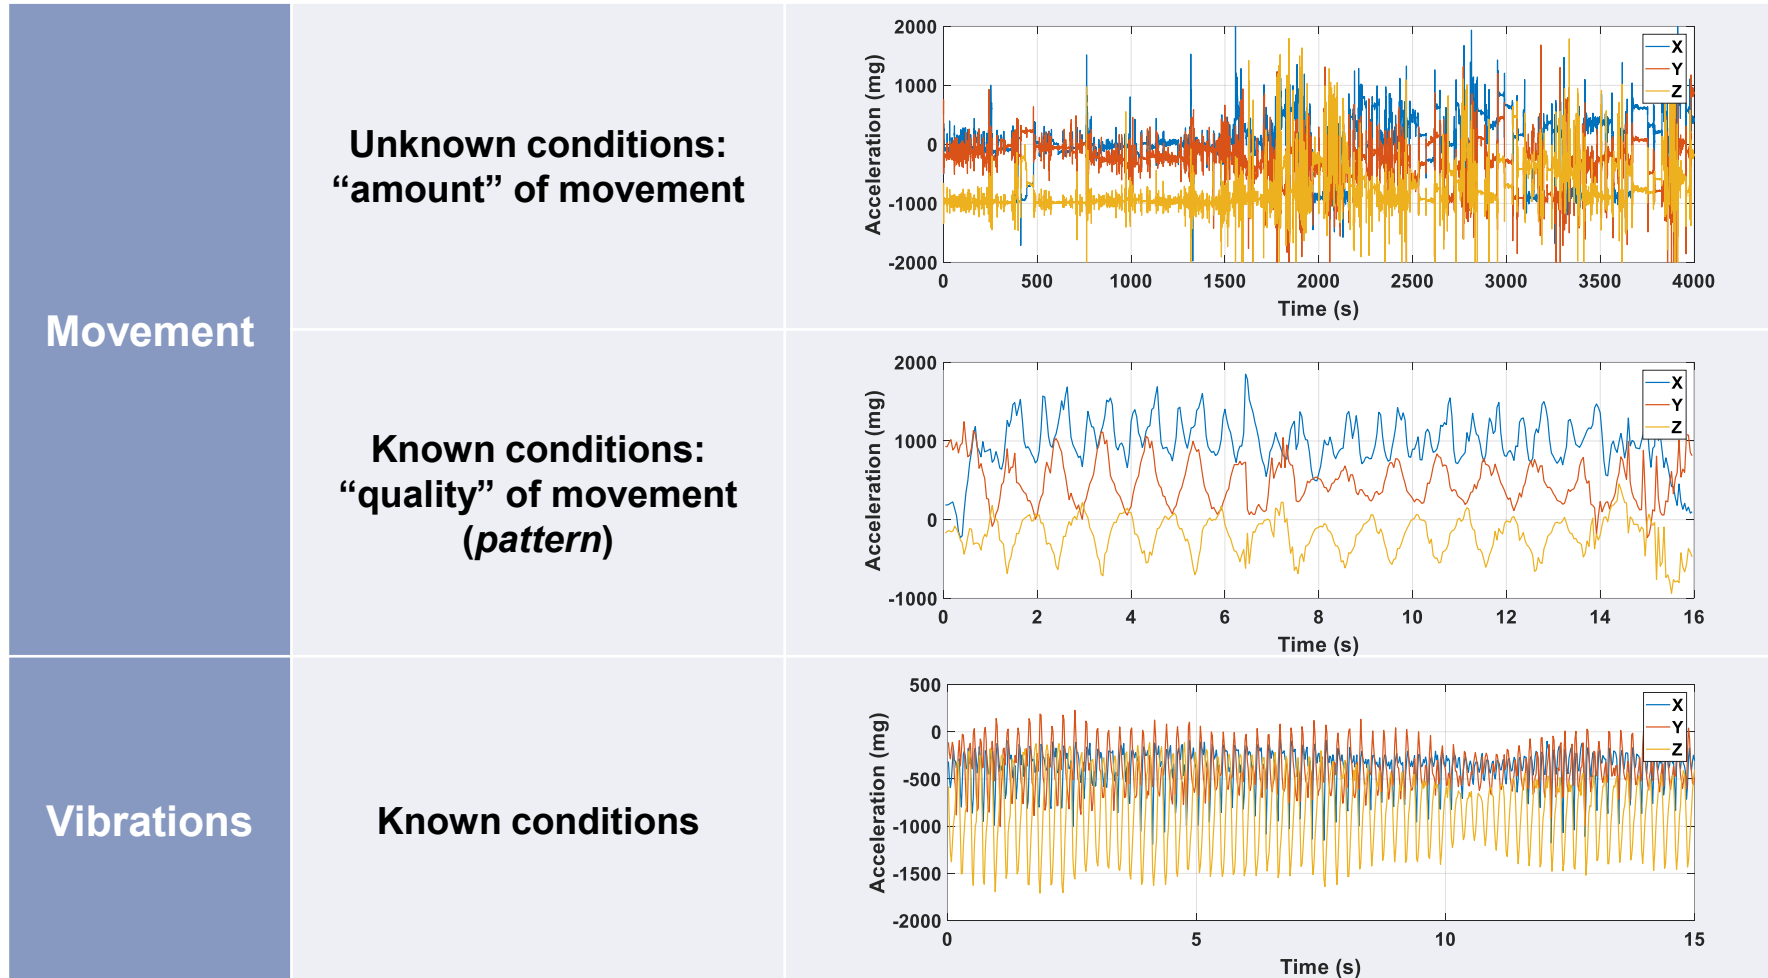 Movement
Unknown conditions:
“amount” of movement
2000
1000
0
-1000
-2000
Acceleration (mg)
0 500 1000 1500 2000 2500 3000 3500 4000
Time (s)
X
Y
Z
Known conditions:
“quality” of movement
(pattern)
2000
1000
0
-1000
Acceleration (mg)
0 2 4 6 8 10 12 14 16
Time (s)
X
Y
Z
Vibrations
Known conditions
500
0
-500
-1000
-1500
-2000
Acceleration (mg)
0 5 10 15
Time (s)
X
Y
Z